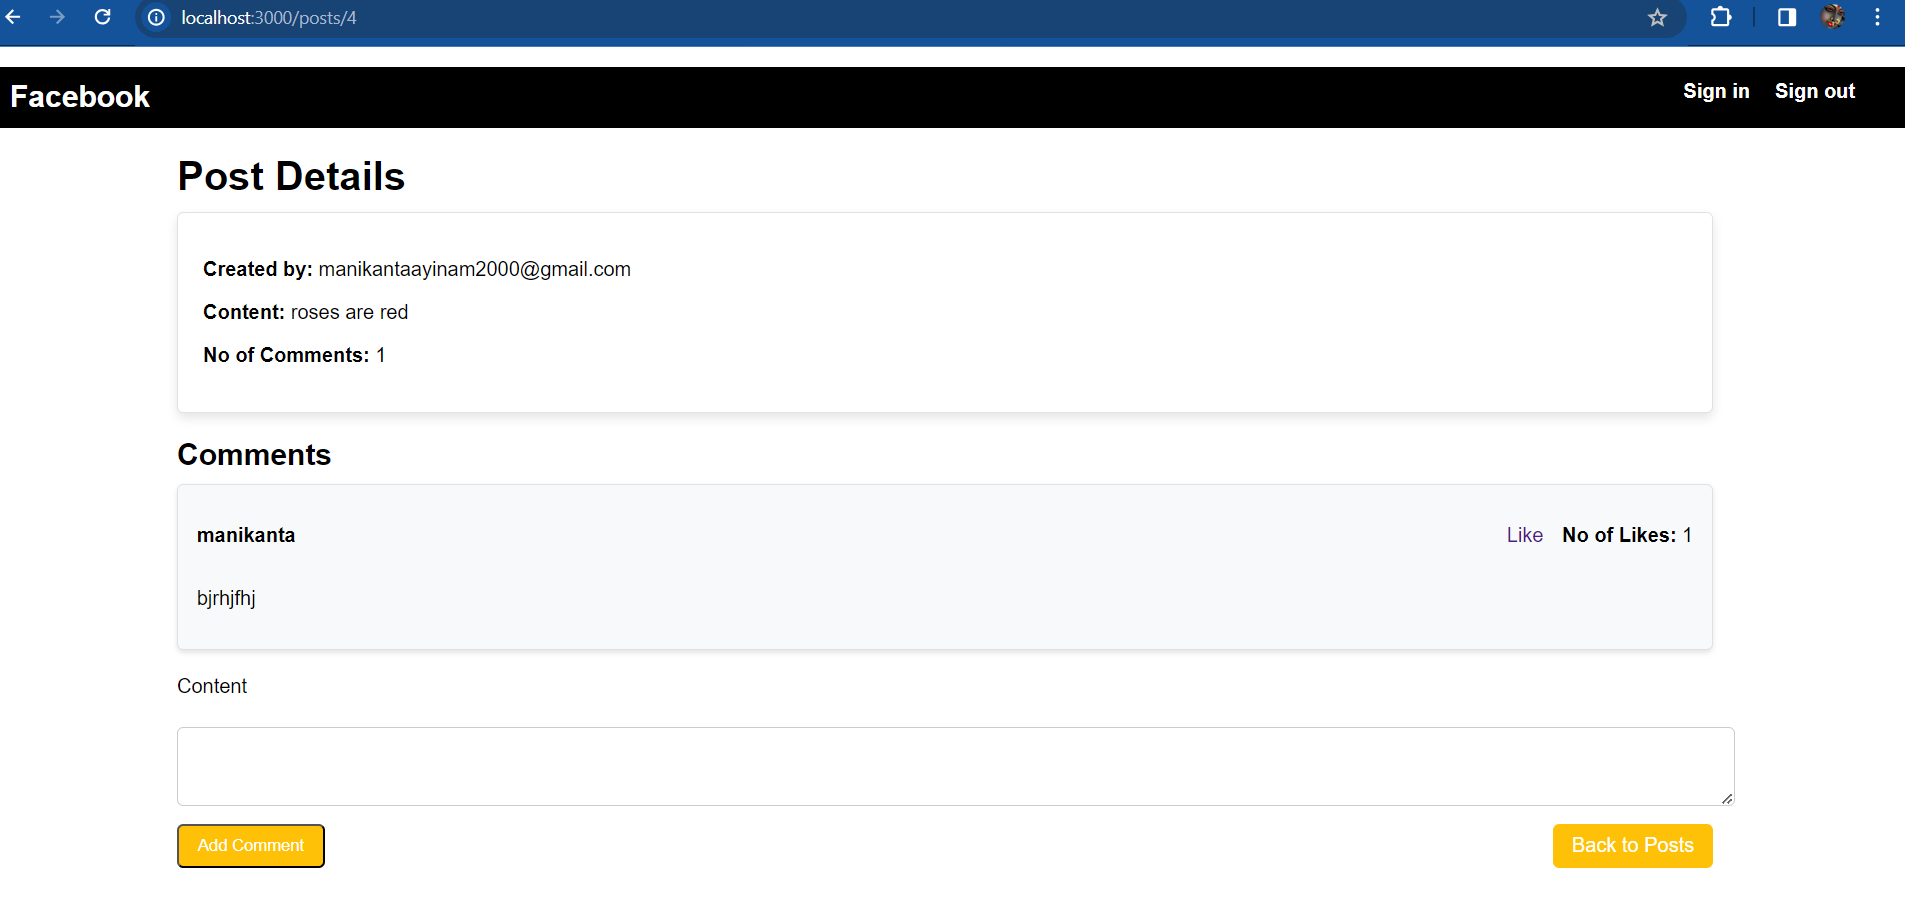 localhost:3000/posts/4
Facebook
Sign in Sign out
Post Details
Created by: manikantaayinam2000@gmail.com
Content: roses are red
No of Comments: 1
Comments
manikanta Like No of Likes: 1
bjrhjfhj
Content
Add Comment Back to Posts